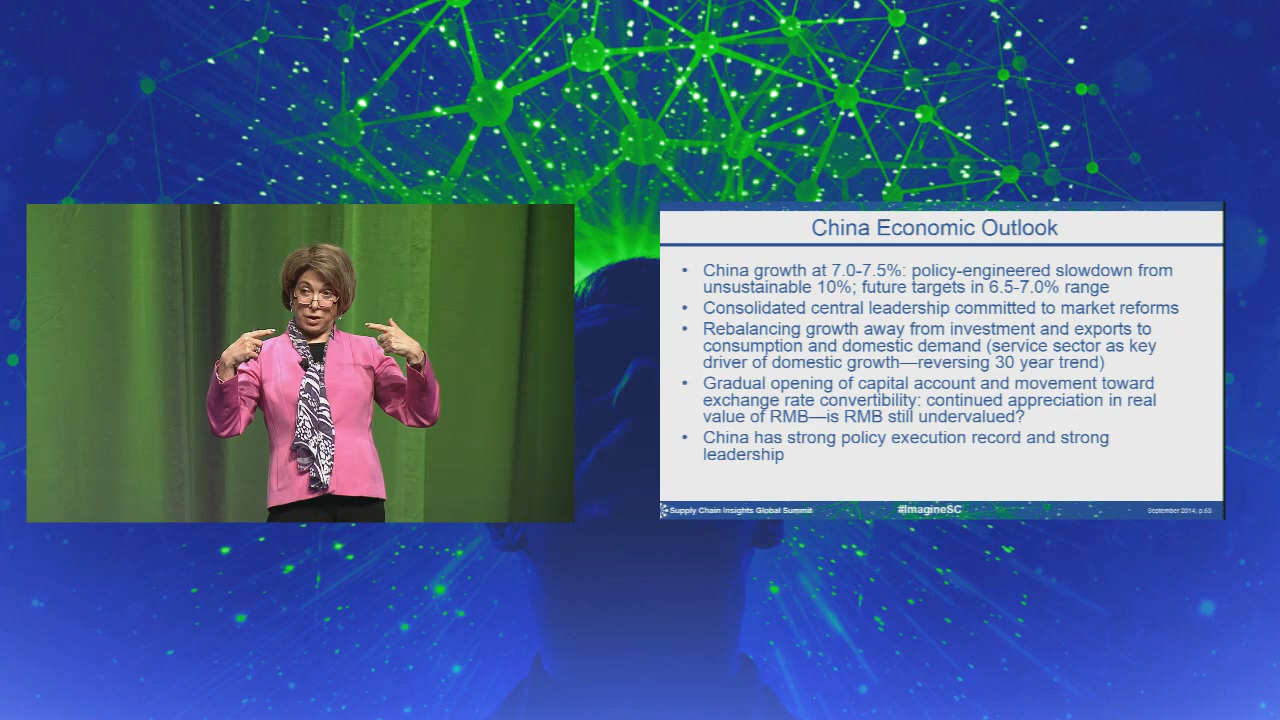 China Economic Outlook
• China growth at 7.0-7.5%: policy-engineered slowdown from
unsustainable 10%; future targets in 6.5-7.0% range
• Consolidated central leadership committed to market reforms
• Rebalancing growth away from investment and exports to
consumption and domestic demand (service sector as key
driver of domestic growth—reversing 30 year trend)
• Gradual opening of capital account and movement toward
exchange rate convertibility: continued appreciation in real
value of RMB—is RMB still undervalued?
• China has strong policy execution record and strong
leadership
Supply Chain Insights Global Summit
#ImagineSC
September 2014, p.63